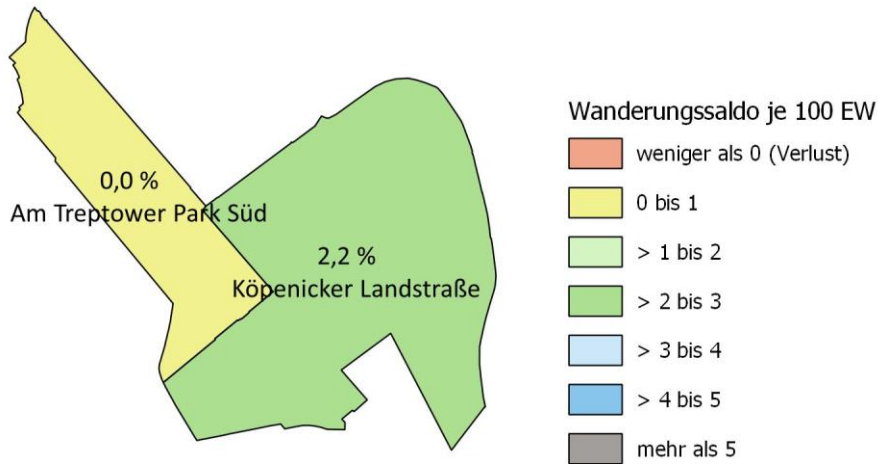 0,0 %
Am Treptower Park Süd
2,2 %
Köpenicker Landstraße
Wanderungssaldo je 100 EW
weniger als 0 (Verlust)
0 bis 1
> 1 bis 2
> 2 bis 3
> 3 bis 4
> 4 bis 5
mehr als 5